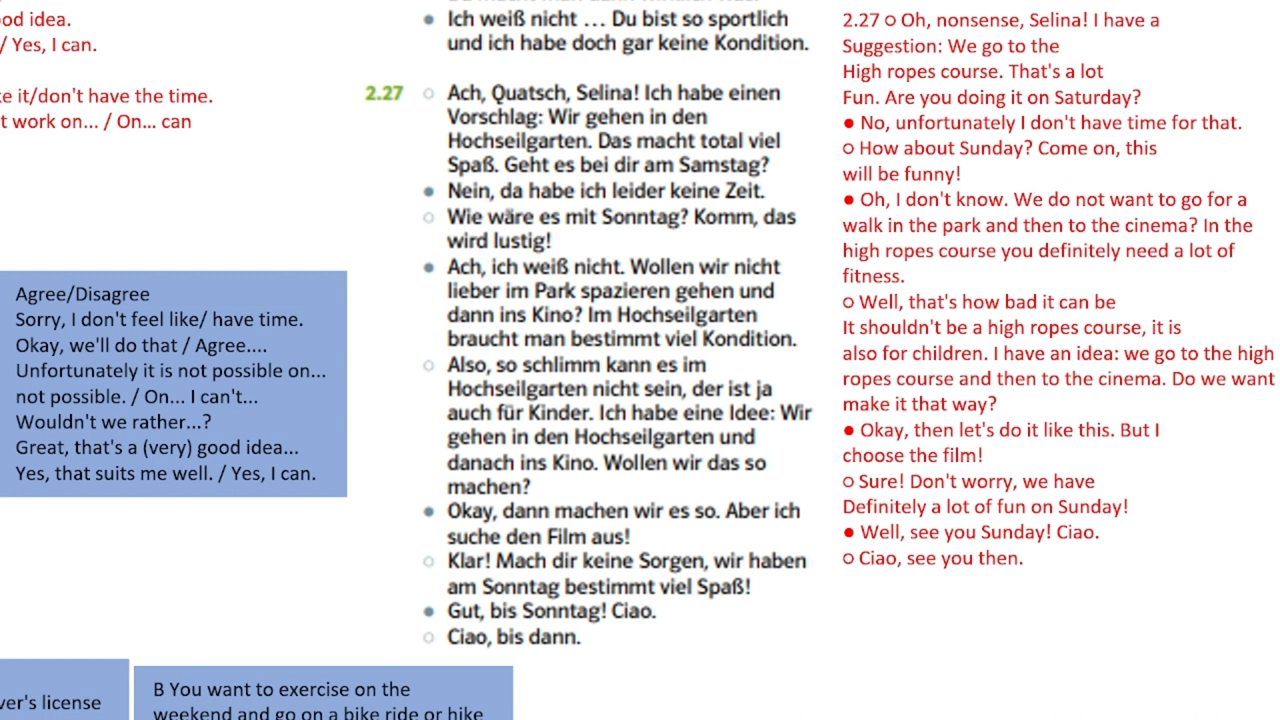 ood idea.
/ Yes, I can.
ke it/don't have the time.
t work on... / On... can
Agree/Disagree
Sorry, I don't feel like/ have time.
Okay, we'll do that / Agree....
Unfortunately it is not possible on...
not possible. / On... I can't...
Wouldn't we rather...?
Great, that's a (very) good idea...
Yes, that suits me well. / Yes, I can.
ver's license
B You want to exercise on the
weekend and go on a bike ride or hike
● Ich weiß nicht … Du bist so sportlich
und ich habe doch gar keine Kondition.
2.27 ○ Ach, Quatsch, Selina! Ich habe einen
Vorschlag: Wir gehen in den
Hochseilgarten. Das macht total viel
Spaß. Geht es bei dir am Samstag?
● Nein, da habe ich leider keine Zeit.
○ Wie wäre es mit Sonntag? Komm, das
wird lustig!
● Ach, ich weiß nicht. Wollen wir nicht
lieber im Park spazieren gehen und
dann ins Kino? Im Hochseilgarten
braucht man bestimmt viel Kondition.
○ Also, so schlimm kann es im
Hochseilgarten nicht sein, der ist ja
auch für Kinder. Ich habe eine Idee: Wir
gehen in den Hochseilgarten und
danach ins Kino. Wollen wir das so
machen?
● Okay, dann machen wir es so. Aber ich
suche den Film aus!
○ Klar! Mach dir keine Sorgen, wir haben
am Sonntag bestimmt viel Spaß!
● Gut, bis Sonntag! Ciao.
○ Ciao, bis dann.
2.27 ○ Oh, nonsense, Selina! I have a
Suggestion: We go to the
High ropes course. That's a lot
Fun. Are you doing it on Saturday?
● No, unfortunately I don't have time for that.
○ How about Sunday? Come on, this
will be funny!
● Oh, I don't know. We do not want to go for a
walk in the park and then to the cinema? In the
high ropes course you definitely need a lot of
fitness.
○ Well, that's how bad it can be
It shouldn't be a high ropes course, it is
also for children. I have an idea: we go to the high
ropes course and then to the cinema. Do we want
make it that way?
● Okay, then let's do it like this. But I
choose the film!
○ Sure! Don't worry, we have
Definitely a lot of fun on Sunday!
● Well, see you Sunday! Ciao.
○ Ciao, see you then.